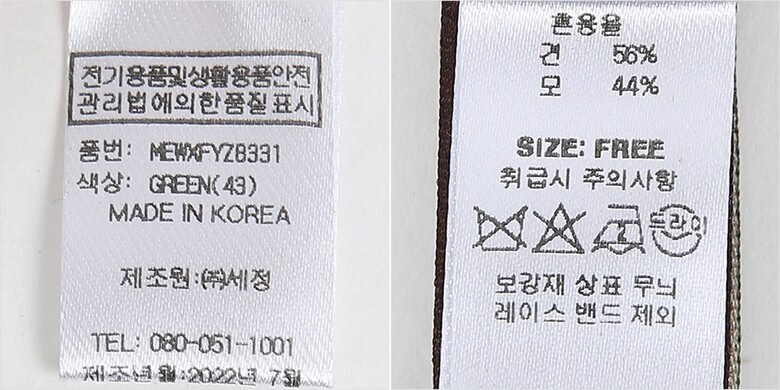 전기용품및생활용품안전
관리법에의한품질표시
품번: MEWXFYZB331
색상: GREEN(43)
MADE IN KOREA
제조원:㈜세정
TEL: 080-051-1001
제조년월:2022년 7월
혼용율
견 56%
모 44%
SIZE: FREE
취급시 주의사항
드라이
보강재 상표 무늬
레이스 밴드 제외